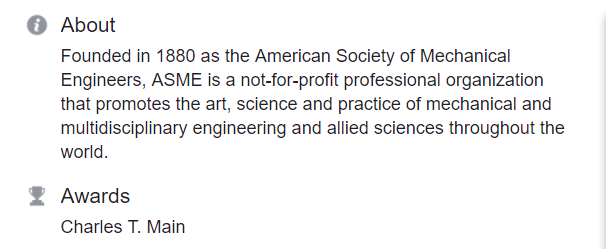 About
Founded in 1880 as the American Society of Mechanical
Engineers, ASME is a not-for-profit professional organization
that promotes the art, science and practice of mechanical and
multidisciplinary engineering and allied sciences throughout the
world.
Awards
Charles T. Main